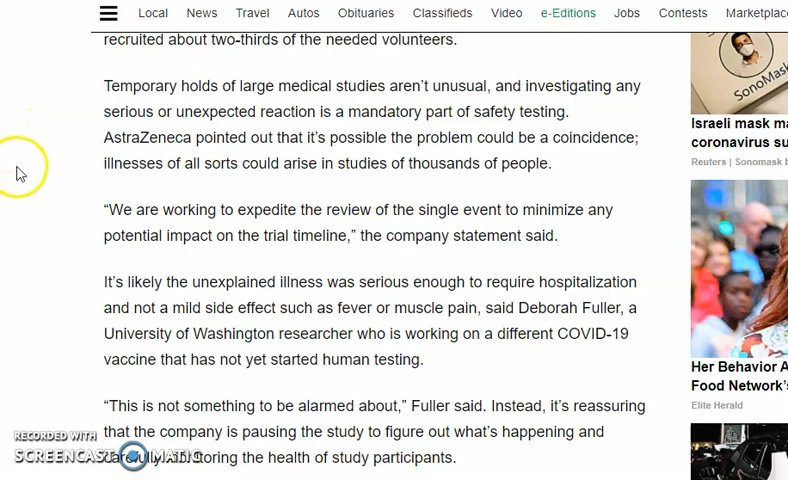 Local News Travel Autos Obituaries Classifieds Video e-Editions Jobs Contests Marketplace
recruited about two-thirds of the needed volunteers.
Temporary holds of large medical studies aren’t unusual, and investigating any
serious or unexpected reaction is a mandatory part of safety testing.
AstraZeneca pointed out that it’s possible the problem could be a coincidence;
illnesses of all sorts could arise in studies of thousands of people.
“We are working to expedite the review of the single event to minimize any
potential impact on the trial timeline,” the company statement said.
It’s likely the unexplained illness was serious enough to require hospitalization
and not a mild side effect such as fever or muscle pain, said Deborah Fuller, a
University of Washington researcher who is working on a different COVID-19
vaccine that has not yet started human testing.
“This is not something to be alarmed about,” Fuller said. Instead, it’s reassuring
that the company is pausing the study to figure out what’s happening and
carefully monitoring the health of study participants.
SonoMask
Israeli mask ma
coronavirus su
Reuters | Sonomask b
Her Behavior A
Food Network’s
Elite Herald
RECORDED WITH
SCREENCAST MATIC